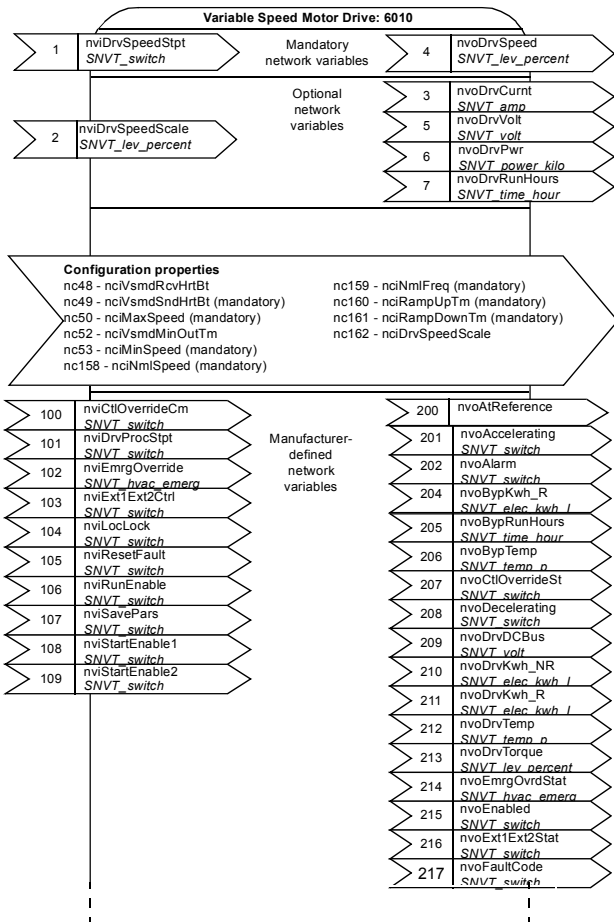 Variable Speed Motor Drive: 6010
1
nviDrvSpeedStpt
SNVT_switch
Mandatory
network variables
4
nvoDrvSpeed
SNVT_lev_percent
Optional
network
variables
2
nviDrvSpeedScale
SNVT_lev_percent
3
nvoDrvCurnt
SNVT_amp
5
nvoDrvVolt
SNVT_volt
6
nvoDrvPwr
SNVT_power_kilo
7
nvoDrvRunHours
SNVT_time_hour
Configuration properties
nc48 - nciVsmdRcvHrtBt
nc49 - nciVsmdSndHrtBt (mandatory)
nc50 - nciMaxSpeed (mandatory)
nc52 - nciVsmdMinOutTm
nc53 - nciMinSpeed (mandatory)
nc158 - nciNmlSpeed (mandatory)
nc159 - nciNmlFreq (mandatory)
nc160 - nciRampUpTm (mandatory)
nc161 - nciRampDownTm (mandatory)
nc162 - nciDrvSpeedScale
100
nviCtlOverrideCm
SNVT_switch
101
nviDrvProcStpt
SNVT_switch
102
nviEmrgOverride
SNVT_hvac_emerg
103
nviExt1Ext2Ctrl
SNVT_switch
104
nviLocLock
SNVT_switch
105
nviResetFault
SNVT_switch
106
nviRunEnable
SNVT_switch
107
nviSavePars
SNVT_switch
108
nviStartEnable1
SNVT_switch
109
nviStartEnable2
SNVT_switch
Manufacturer-
defined
network
variables
200
nvoAtReference
201
nvoAccelerating
SNVT_switch
202
nvoAlarm
SNVT_switch
204
nvoBypKwh_R
SNVT_elec_kwh_l
205
nvoBypRunHours
SNVT_time_hour
206
nvoBypTemp
SNVT_temp_p
207
nvoCtlOverrideSt
SNVT_switch
208
nvoDecelerating
SNVT_switch
209
nvoDrvDCBus
SNVT_volt
210
nvoDrvKwh_NR
SNVT_elec_kwh_l
211
nvoDrvKwh_R
SNVT_elec_kwh_l
212
nvoDrvTemp
SNVT_temp_p
213
nvoDrvTorque
SNVT_lev_percent
214
nvoEmrgOvrdStat
SNVT_hvac_emerg
215
nvoEnabled
SNVT_switch
216
nvoExt1Ext2Stat
SNVT_switch
217
nvoFaultCode
SNVT_switch